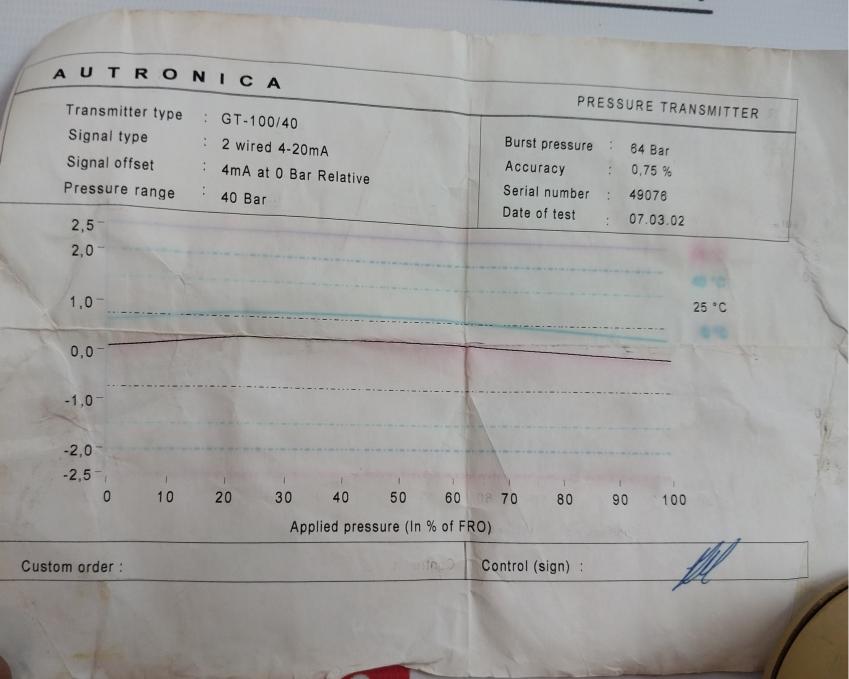 AUTRONICA
PRESSURE TRANSMITTER
Transmitter type : GT-100/40
Signal type : 2 wired 4-20mA
Signal offset : 4mA at 0 Bar Relative
Pressure range : 40 Bar
Burst pressure : 64 Bar
Accuracy : 0,75 %
Serial number : 49076
Date of test : 07.03.02
2,5
2,0
1,0
0,0
-1,0
-2,0
-2,5
25 °C
0 10 20 30 40 50 60 70 80 90 100
Applied pressure (In % of FRO)
Custom order :
Control (sign) :